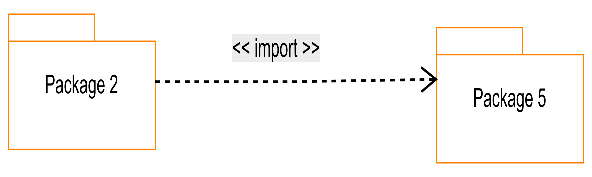 << import >>
Package 2
Package 5